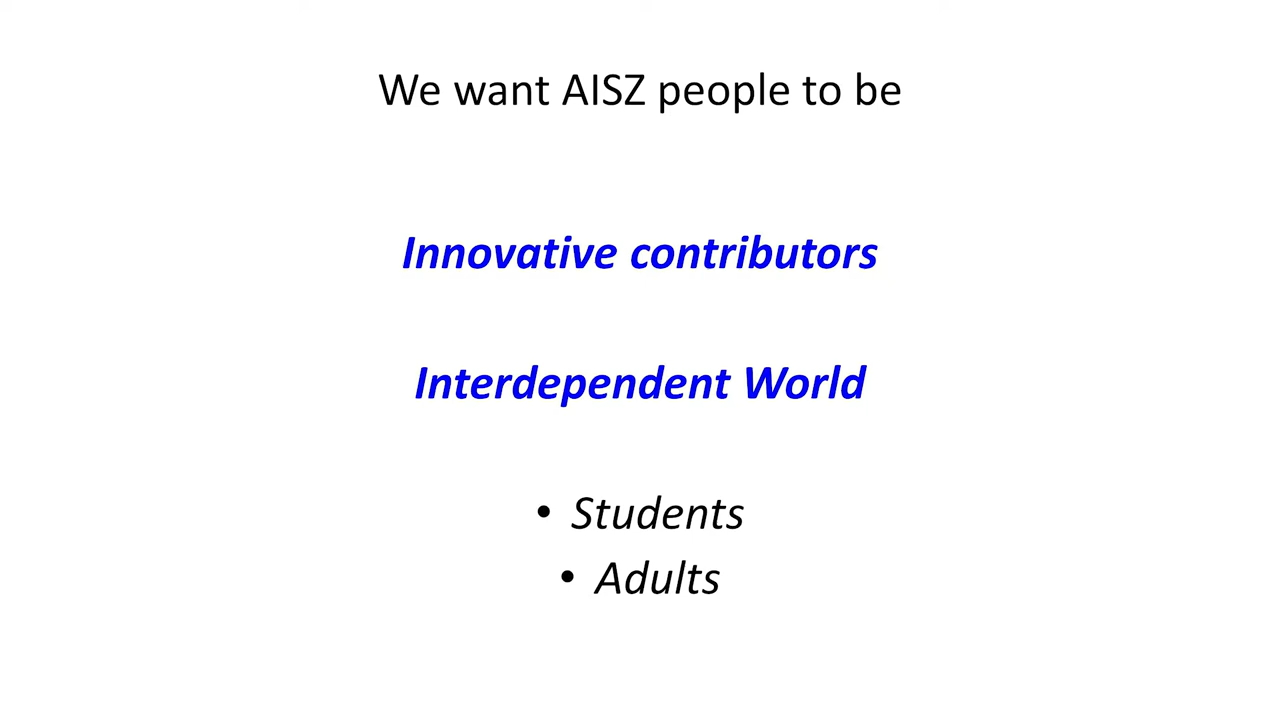 We want AISZ people to be
Innovative contributors
Interdependent World
• Students
• Adults